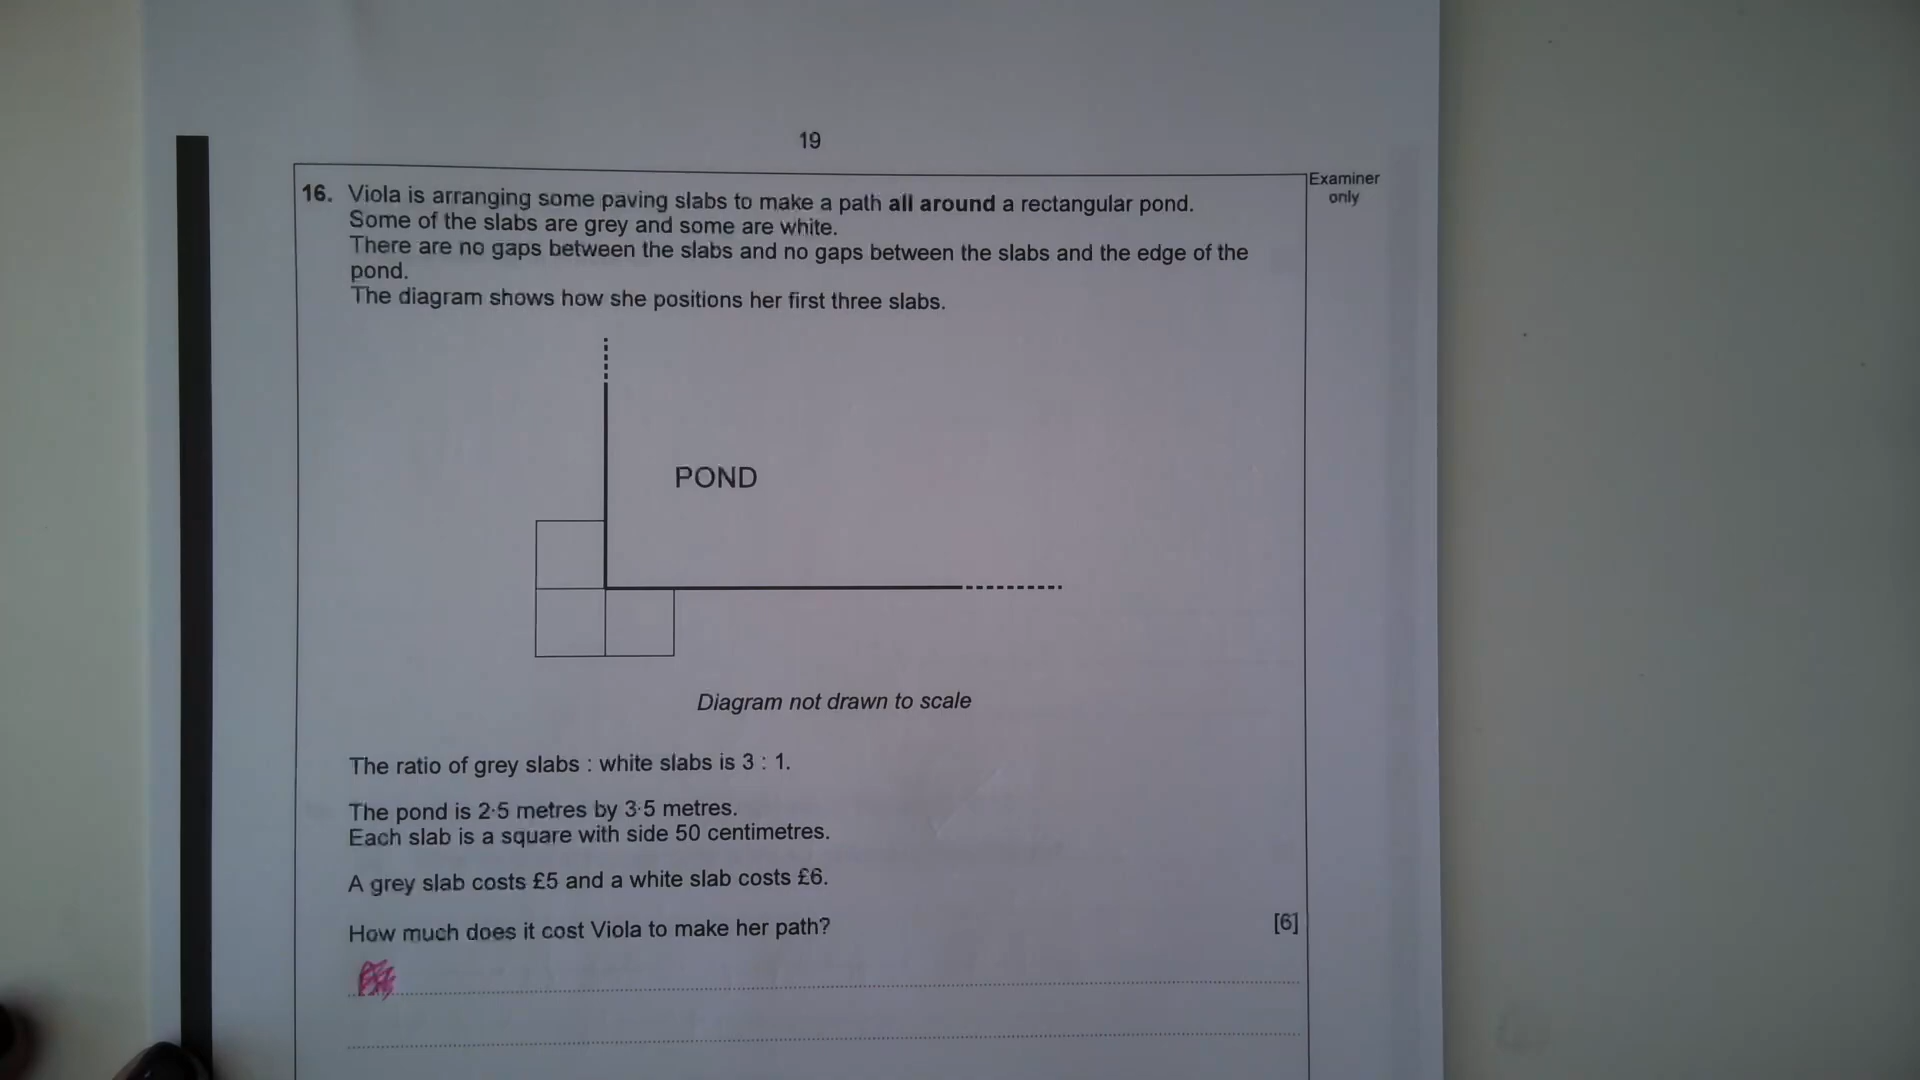 19
Examiner
only
16. Viola is arranging some paving slabs to make a path all around a rectangular pond.
Some of the slabs are grey and some are white.
There are no gaps between the slabs and no gaps between the slabs and the edge of the
pond.
The diagram shows how she positions her first three slabs.
POND
Diagram not drawn to scale
The ratio of grey slabs : white slabs is 3 : 1.
The pond is 2·5 metres by 3·5 metres.
Each slab is a square with side 50 centimetres.
A grey slab costs £5 and a white slab costs £6.
How much does it cost Viola to make her path? [6]